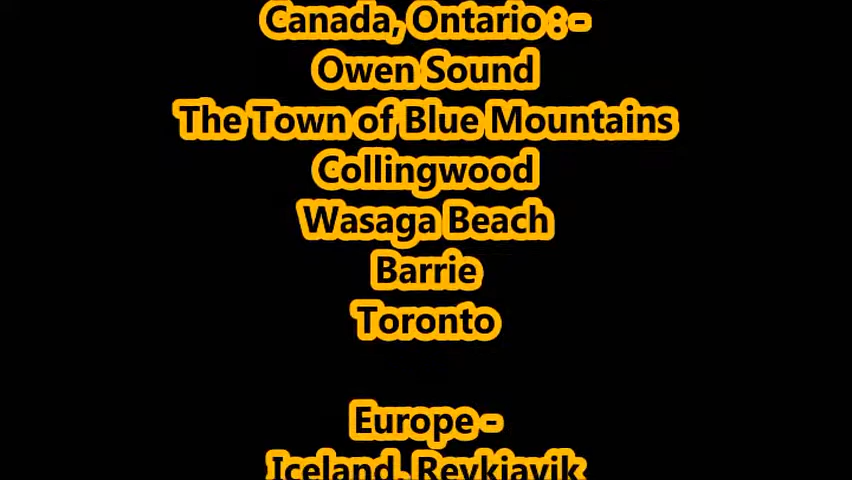 Canada, Ontario : -
Owen Sound
The Town of Blue Mountains
Collingwood
Wasaga Beach
Barrie
Toronto
Europe -
Iceland, Reykjavik